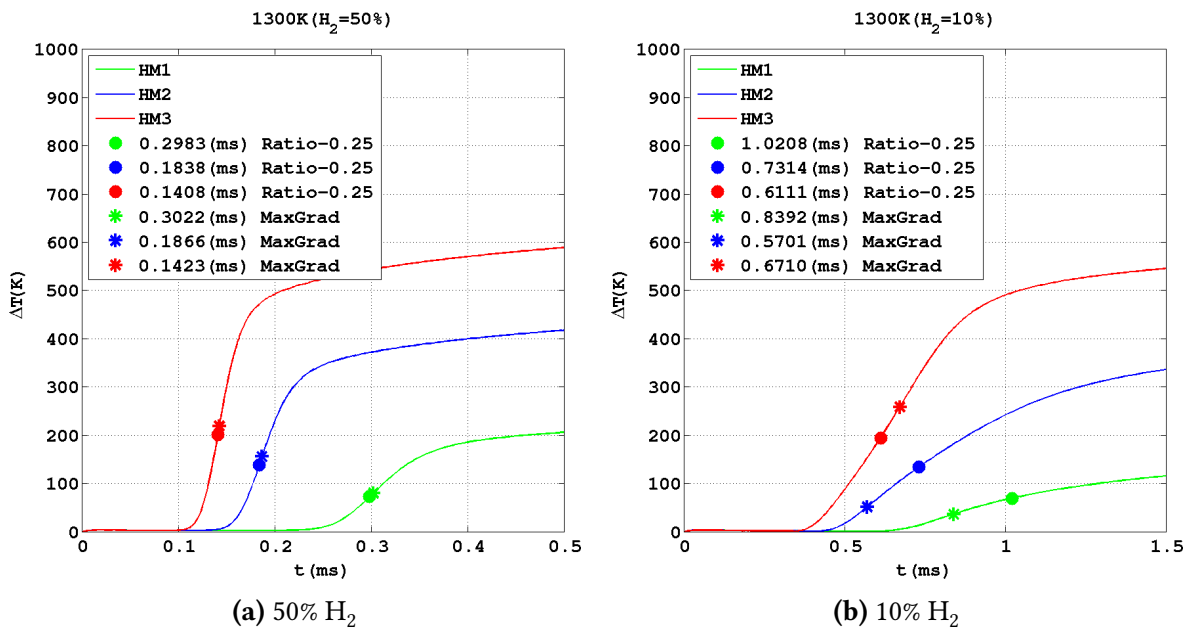 1300K(H₂=50%)
1000
900
800
700
600
500
400
300
200
100
0
ΔT(K)
HM1
HM2
HM3
0.2983(ms) Ratio-0.25
0.1838(ms) Ratio-0.25
0.1408(ms) Ratio-0.25
0.3022(ms) MaxGrad
0.1866(ms) MaxGrad
0.1423(ms) MaxGrad
0 0.1 0.2 0.3 0.4 0.5
t(ms)
(a) 50% H₂
1300K(H₂=10%)
1000
900
800
700
600
500
400
300
200
100
0
ΔT(K)
HM1
HM2
HM3
1.0208(ms) Ratio-0.25
0.7314(ms) Ratio-0.25
0.6111(ms) Ratio-0.25
0.8392(ms) MaxGrad
0.5701(ms) MaxGrad
0.6710(ms) MaxGrad
0 0.5 1 1.5
t(ms)
(b) 10% H₂